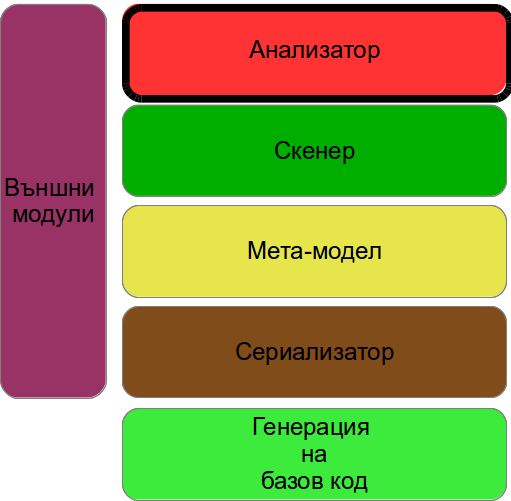 Външни
модули
Анализатор
Скенер
Мета-модел
Сериализатор
Генерация
на
базов код